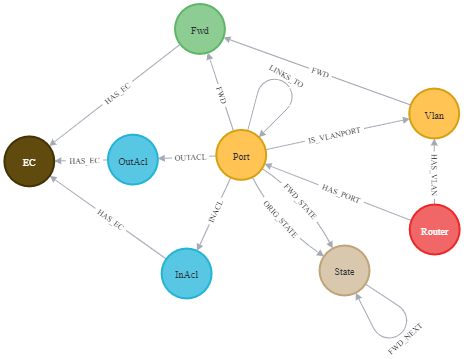 Fwd
LINKS_TO
FWD
HAS_EC
FWD
Vlan
IS_VLANPORT
Port
OutAcl
OUTACL
EC
HAS_EC
HAS_VLAN
HAS_PORT
FWD_STATE
INACL
ORIG_STATE
HAS_EC
Router
InAcl
State
FWD_NEXT